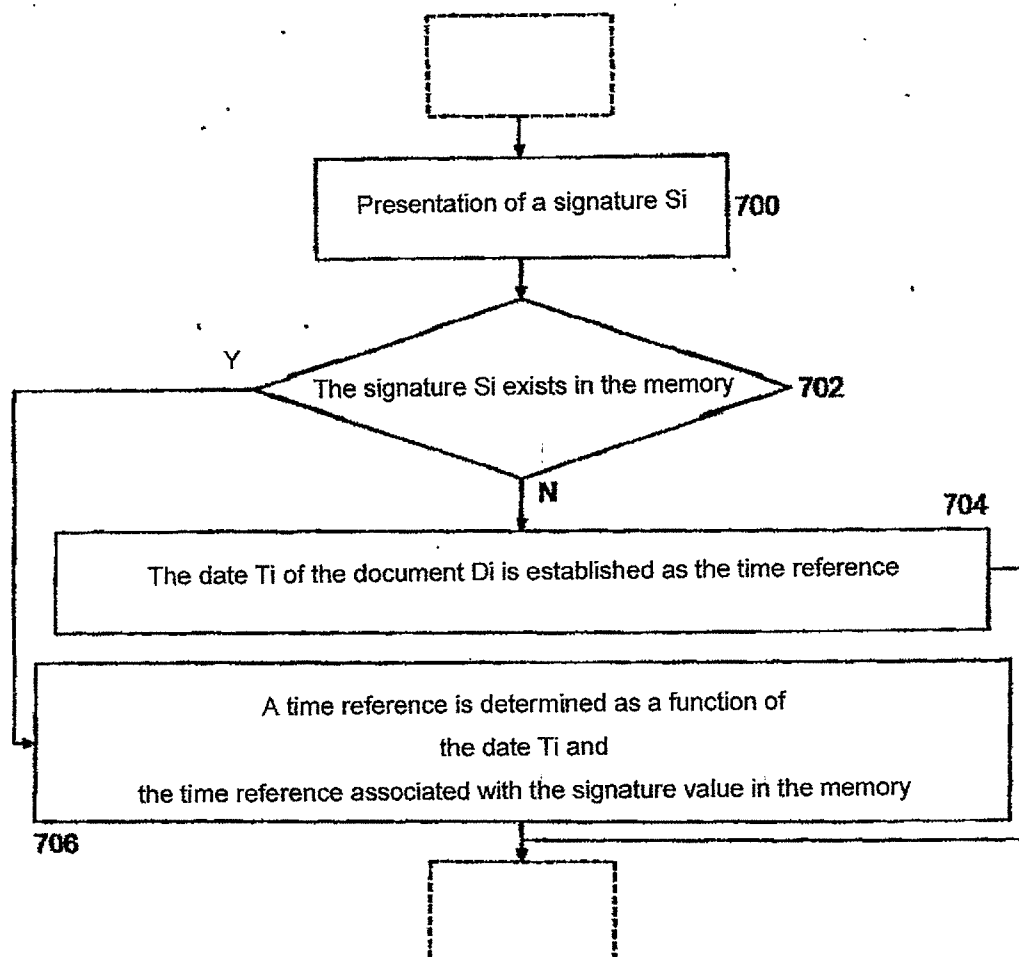 Presentation of a signature Si
700
Y
The signature Si exists in the memory
702
N
704
The date Ti of the document Di is established as the time reference
A time reference is determined as a function of
the date Ti and
the time reference associated with the signature value in the memory
706